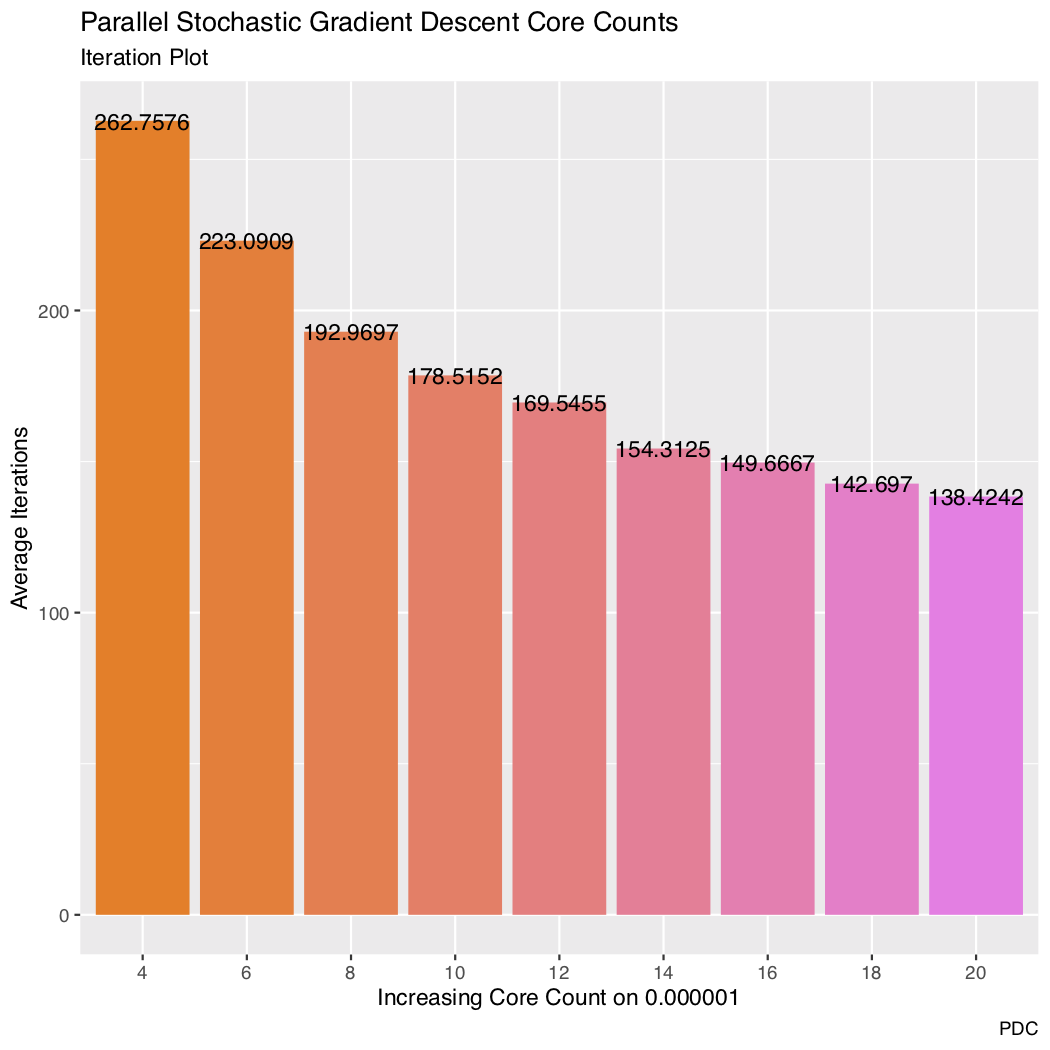 Parallel Stochastic Gradient Descent Core Counts
Iteration Plot
262.7576
223.0909
192.9697
178.5152
169.5455
154.3125
149.6667
142.697
138.4242
200
100
0
Average Iterations
4 6 8 10 12 14 16 18 20
Increasing Core Count on 0.000001
PDC